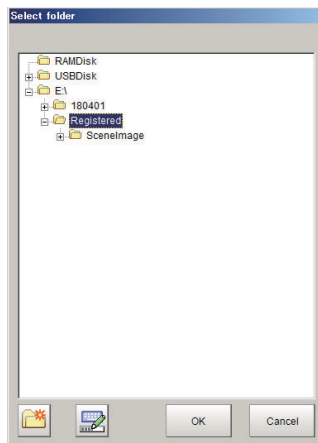 Select folder
RAMDisk
USBDisk
E:\
180401
Registered
SceneImage
OK
Cancel